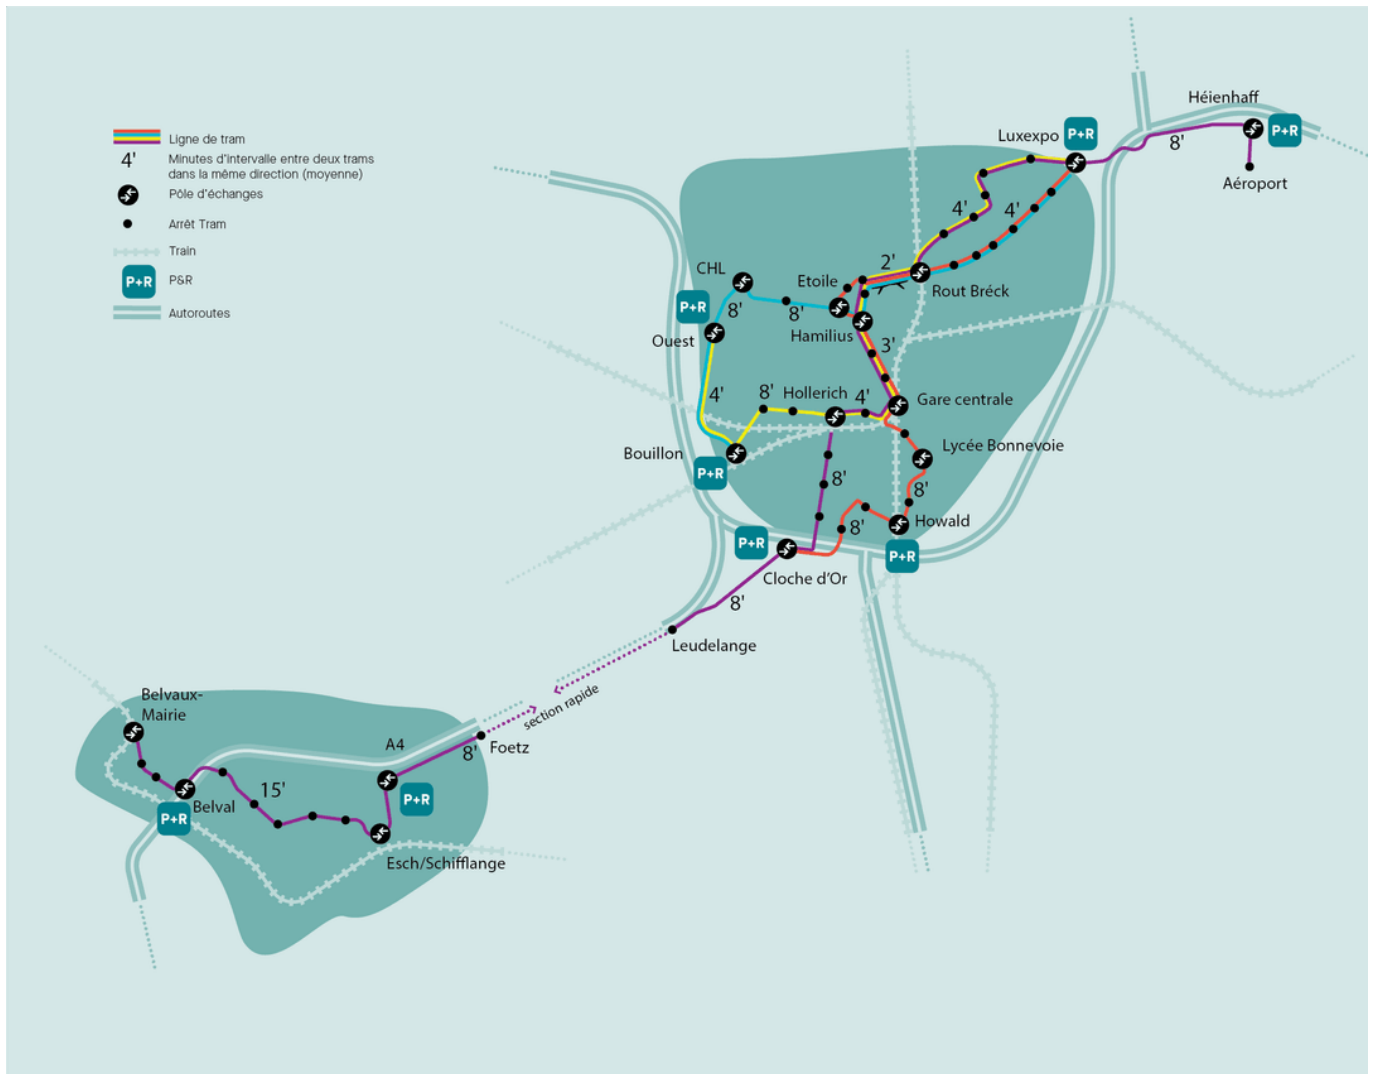 Ligne de tram
4'
Minutes d'intervalle entre deux trams
dans la même direction (moyenne)
Pôle d'échanges
Arrêt Tram
Train
P+R
P&R
Autoroutes
Héienhaff
P+R
8'
Aéroport
Luxexpo
P+R
4'
4'
2'
Rout Bréck
CHL
Etoile
P+R
8'
8'
Ouest
Hamilius
3'
4'
8'
Hollerich
4'
Gare centrale
Bouillon
P+R
Lycée Bonnevoie
8'
8'
Howald
P+R
8'
P+R
Cloche d'Or
8'
Leudelange
section rapide
Belvaux-
Mairie
A4
8'
Foetz
15'
P+R
Belval
P+R
Esch/Schifflange